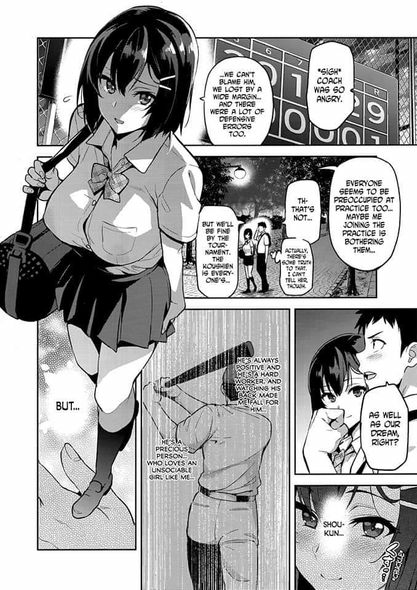 *SIGH*
COACH
WAS SO
ANGRY.
...WE CAN'T
BLAME HIM,
WE LOST BY A
WIDE MARGIN...
AND THERE
WERE A LOT OF
DEFENSIVE
ERRORS
TOO.
EVERYONE
SEEMS TO BE
PREOCCUPIED AT
PRACTICE TOO...
MAYBE ME
JOINING THE
PRACTICE IS
BOTHERING
THEM...
TH-
THAT'S
NOT...
ACTUALLY,
THERE'S
SOME TRUTH
TO THAT. I
CAN'T TELL
HER,
THOUGH.
BUT WE'LL BE
FINE BY
THE TOUR-
NAMENT.
THE KOUSHIEN
IS EVERY-
ONE'S...
AS WELL
AS OUR
DREAM,
RIGHT?
HE'S ALWAYS
POSITIVE AND
HE'S A HARD
WORKER. AND
WATCHING HIS
BACK MADE
ME FALL FOR
HIM...
HE'S A
PRECIOUS
PERSON...
WHO LOVES AN
UNSOCIABLE
GIRL LIKE ME...
BUT...
SHOU-
KUN...